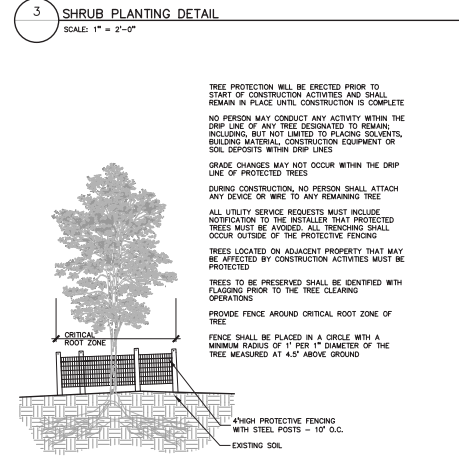 3
SHRUB PLANTING DETAIL
SCALE: 1" = 2'-0"
TREE PROTECTION WILL BE ERECTED PRIOR TO
START OF CONSTRUCTION ACTIVITIES AND SHALL
REMAIN IN PLACE UNTIL CONSTRUCTION IS COMPLETE
NO PERSON MAY CONDUCT ANY ACTIVITY WITHIN THE
DRIP LINE OF ANY TREE DESIGNATED TO REMAIN;
INCLUDING, BUT NOT LIMITED TO PLACING SOLVENTS,
BUILDING MATERIAL, CONSTRUCTION EQUIPMENT OR
SOIL DEPOSITS WITHIN DRIP LINES
GRADE CHANGES MAY NOT OCCUR WITHIN THE DRIP
LINE OF PROTECTED TREES
DURING CONSTRUCTION, NO PERSON SHALL ATTACH
ANY DEVICE OR WIRE TO ANY REMAINING TREE
ALL UTILITY SERVICE REQUESTS MUST INCLUDE
NOTIFICATION TO THE INSTALLER THAT PROTECTED
TREES MUST BE AVOIDED. ALL TRENCHING SHALL
OCCUR OUTSIDE OF THE PROTECTIVE FENCING
TREES LOCATED ON ADJACENT PROPERTY THAT MAY
BE AFFECTED BY CONSTRUCTION ACTIVITIES MUST BE
PROTECTED
TREES TO BE PRESERVED SHALL BE IDENTIFIED WITH
FLAGGING PRIOR TO THE TREE CLEARING
OPERATIONS
PROVIDE FENCE AROUND CRITICAL ROOT ZONE OF
TREE
FENCE SHALL BE PLACED IN A CIRCLE WITH A
MINIMUM RADIUS OF 1' PER 1" DIAMETER OF THE
TREE MEASURED AT 4.5' ABOVE GROUND
CRITICAL
ROOT ZONE
4'HIGH PROTECTIVE FENCING
WITH STEEL POSTS - 10' O.C.
EXISTING SOIL